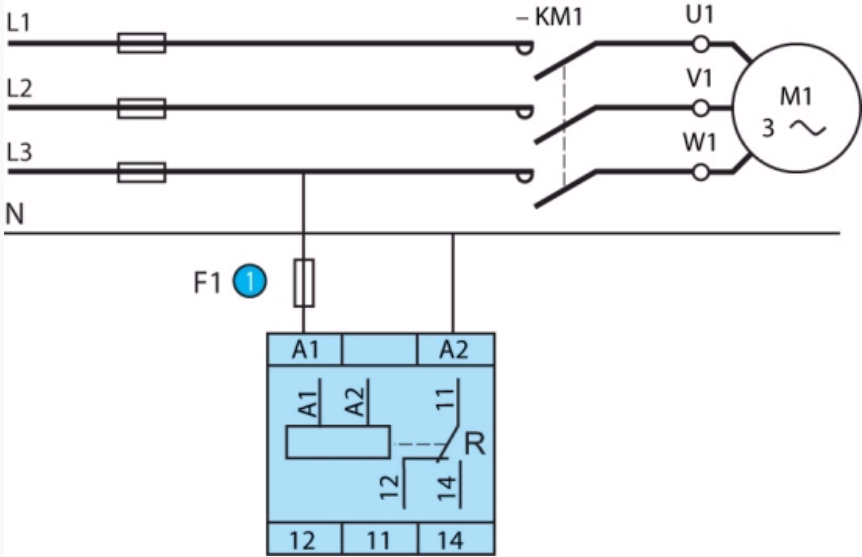 L1
– KM1
U1
L2
V1
M1
3
L3
W1
N
F1 1
A1 A2
A1 A2 11
R
12 14
12 11 14